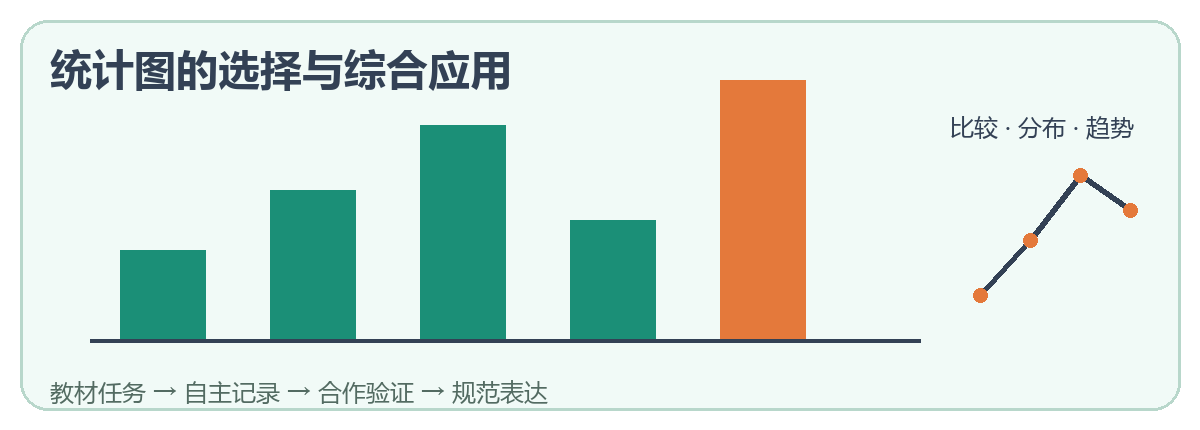 统计图的选择与综合应用
比较 · 分布 · 趋势
教材任务 → 自主记录 → 合作验证 → 规范表达